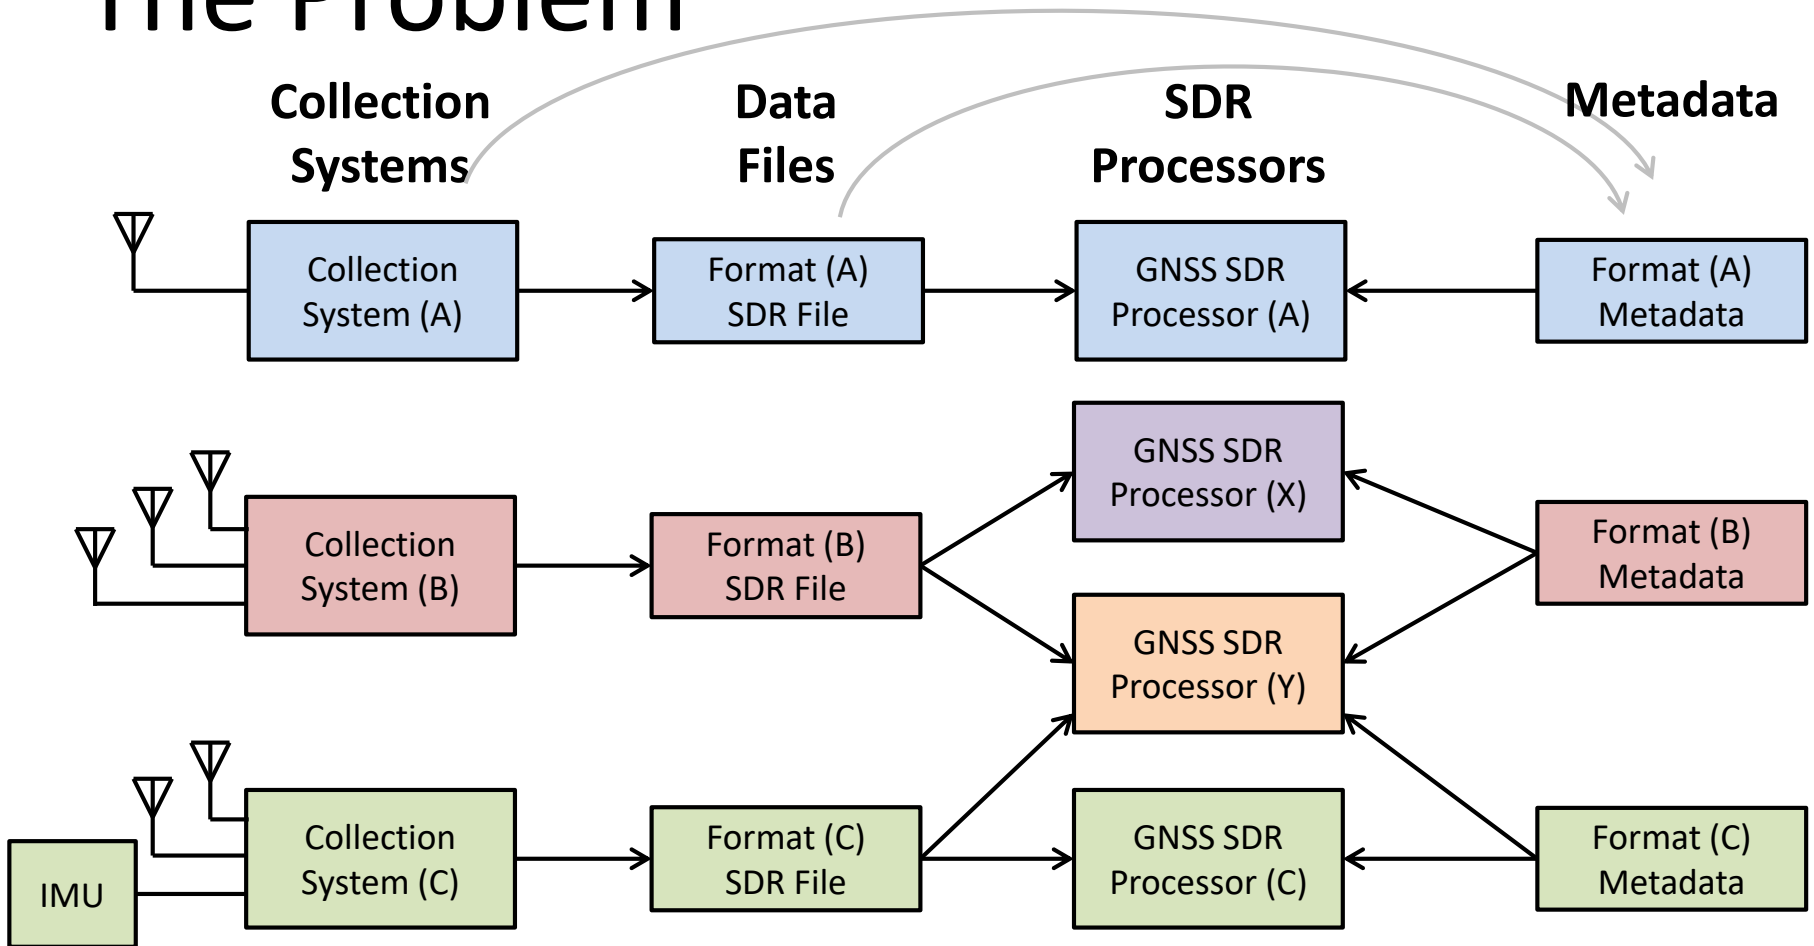 The Problem
Collection
Systems
Data
Files
SDR
Processors
Metadata
Collection
System (A)
Format (A)
SDR File
GNSS SDR
Processor (A)
Format (A)
Metadata
GNSS SDR
Processor (X)
Collection
System (B)
Format (B)
SDR File
Format (B)
Metadata
GNSS SDR
Processor (Y)
IMU
Collection
System (C)
Format (C)
SDR File
GNSS SDR
Processor (C)
Format (C)
Metadata